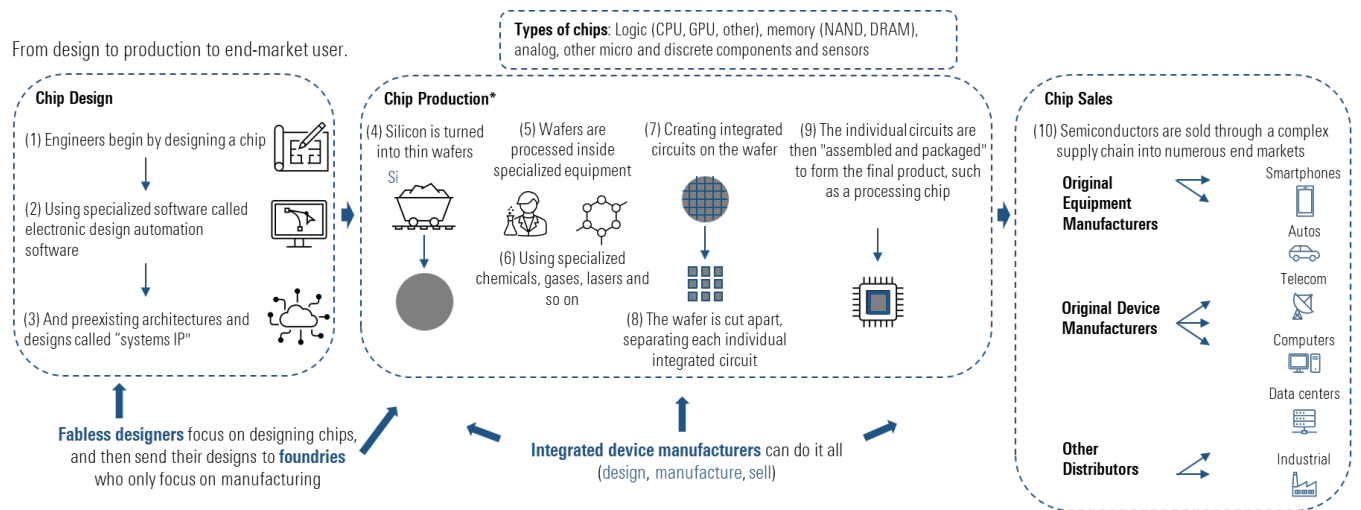 Types of chips: Logic (CPU, GPU, other), memory (NAND, DRAM),
analog, other micro and discrete components and sensors
From design to production to end-market user.
Chip Design
(1) Engineers begin by designing a chip
(2) Using specialized software called
electronic design automation
software
(3) And preexisting architectures and
designs called “systems IP"
Chip Production*
(4) Silicon is turned
into thin wafers
Si
(5) Wafers are
processed inside
specialized equipment
(6) Using specialized
chemicals, gases, lasers and
so on
(7) Creating integrated
circuits on the wafer
(8) The wafer is cut apart,
separating each individual
integrated circuit
(9) The individual circuits are
then "assembled and packaged"
to form the final product, such
as a processing chip
Chip Sales
(10) Semiconductors are sold through a complex
supply chain into numerous end markets
Original
Equipment
Manufacturers
Original Device
Manufacturers
Other
Distributors
Smartphones
Autos
Telecom
Computers
Data centers
Industrial
Fabless designers focus on designing chips,
and then send their designs to foundries
who only focus on manufacturing
Integrated device manufacturers can do it all
(design, manufacture, sell)